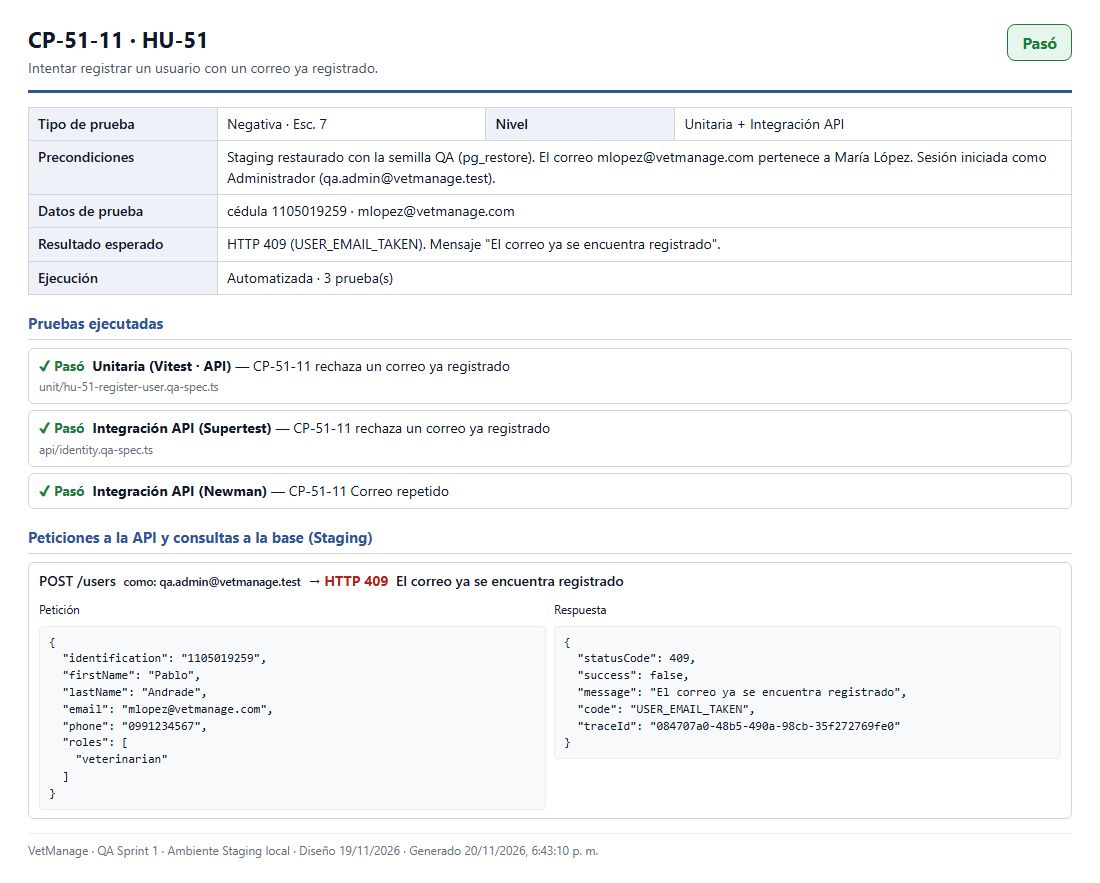 CP-51-11 · HU-51
Pasó
Intentar registrar un usuario con un correo ya registrado.
Tipo de prueba Negativa · Esc. 7 Nivel Unitaria + Integración API
Precondiciones Staging restaurado con la semilla QA (pg_restore). El correo mlopez@vetmanage.com pertenece a María López. Sesión iniciada como
Administrador (qa.admin@vetmanage.test).
Datos de prueba cédula 1105019259 · mlopez@vetmanage.com
Resultado esperado HTTP 409 (USER_EMAIL_TAKEN). Mensaje "El correo ya se encuentra registrado".
Ejecución Automatizada · 3 prueba(s)
Pruebas ejecutadas
✓ Pasó Unitaria (Vitest · API) — CP-51-11 rechaza un correo ya registrado
unit/hu-51-register-user.qa-spec.ts
✓ Pasó Integración API (Supertest) — CP-51-11 rechaza un correo ya registrado
api/identity.qa-spec.ts
✓ Pasó Integración API (Newman) — CP-51-11 Correo repetido
Peticiones a la API y consultas a la base (Staging)
POST /users como: qa.admin@vetmanage.test → HTTP 409 El correo ya se encuentra registrado
Petición
{
"identification": "1105019259",
"firstName": "Pablo",
"lastName": "Andrade",
"email": "mlopez@vetmanage.com",
"phone": "0991234567",
"roles": [
"veterinarian"
]
}
Respuesta
{
"statusCode": 409,
"success": false,
"message": "El correo ya se encuentra registrado",
"code": "USER_EMAIL_TAKEN",
"traceId": "084707a0-48b5-490a-98cb-35f272769fe0"
}
VetManage · QA Sprint 1 · Ambiente Staging local · Diseño 19/11/2026 · Generado 20/11/2026, 6:43:10 p. m.